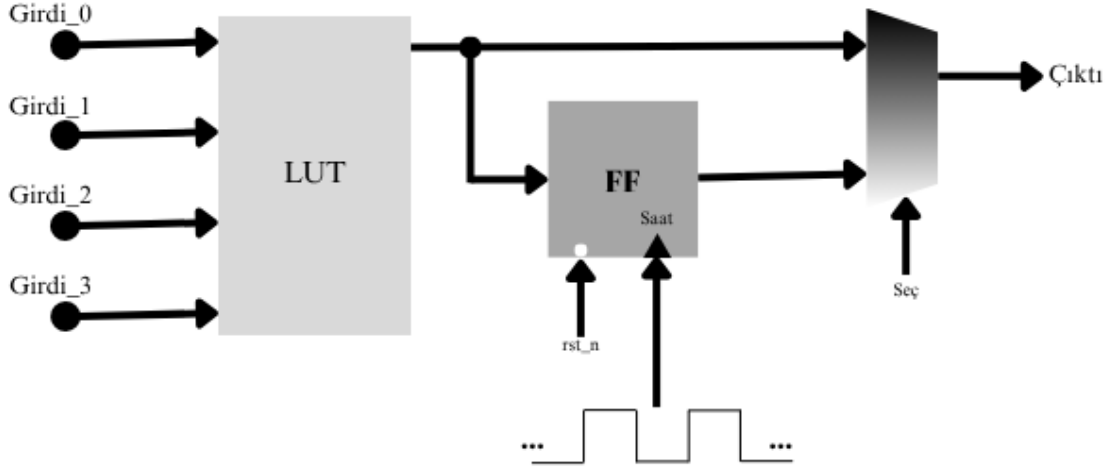 Girdi_0
Girdi_1
Girdi_2
Girdi_3
LUT
FF
Saat
rst_n
Seç
Çıktı
...
...